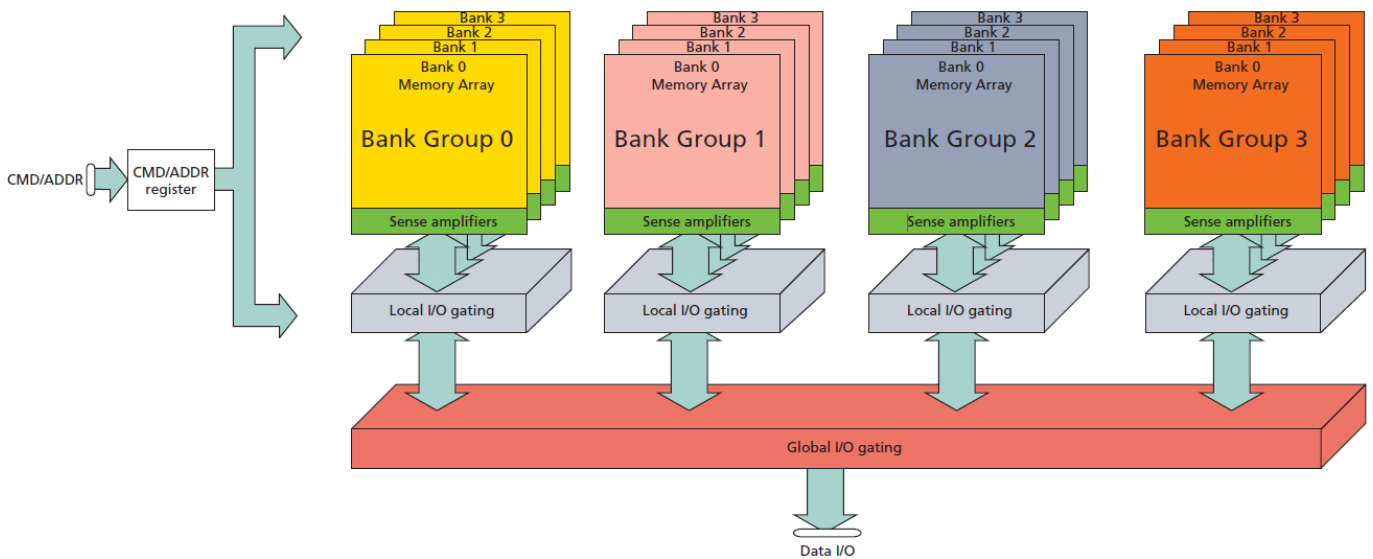 Bank 3
Bank 2
Bank 1
Bank 0
Memory Array
Bank Group 0
Sense amplifiers
Local I/O gating
Bank 3
Bank 2
Bank 1
Bank 0
Memory Array
Bank Group 1
Sense amplifiers
Local I/O gating
Bank 3
Bank 2
Bank 1
Bank 0
Memory Array
Bank Group 2
Sense amplifiers
Local I/O gating
Bank 3
Bank 2
Bank 1
Bank 0
Memory Array
Bank Group 3
Sense amplifiers
Local I/O gating
CMD/ADDR
CMD/ADDR
register
Global I/O gating
Data I/O